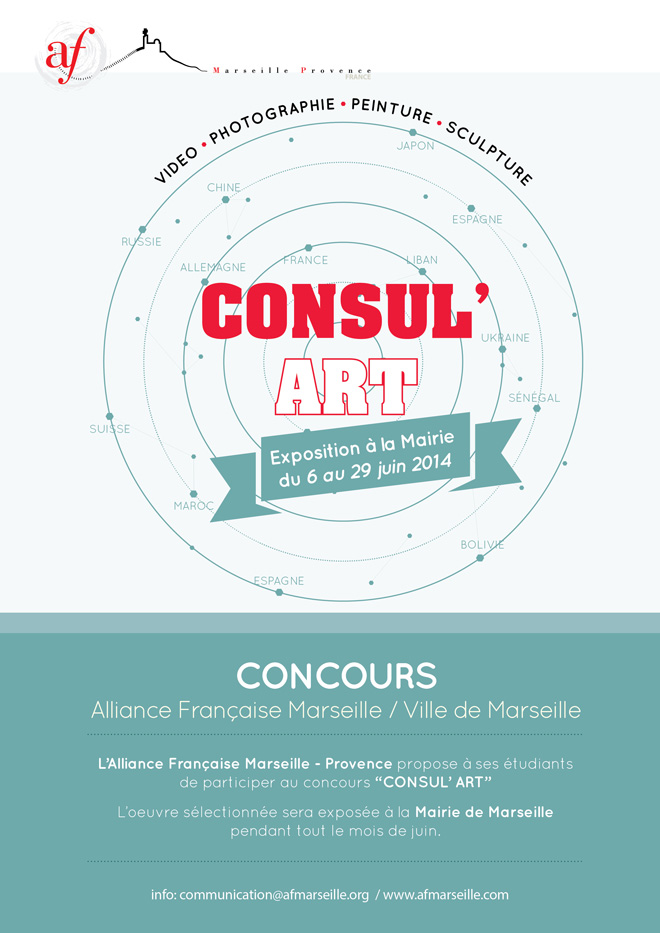 af
Marseille Provence
FRANCE
VIDEO • PHOTOGRAPHIE • PEINTURE • SCULPTURE
JAPON
CHINE
ESPAGNE
RUSSIE
FRANCE
LIBAN
ALLEMAGNE
CONSUL'
UKRAINE
ART
SÉNÉGAL
SUISSE
Exposition à la Mairie
du 6 au 29 juin 2014
MAROC
BOLIVIE
ESPAGNE
CONCOURS
Alliance Française Marseille / Ville de Marseille
L'Alliance Française Marseille - Provence propose à ses étudiants
de participer au concours “CONSUL' ART”
L'oeuvre sélectionnée sera exposée à la Mairie de Marseille
pendant tout le mois de juin.
info: communication@afmarseille.org / www.afmarseille.com